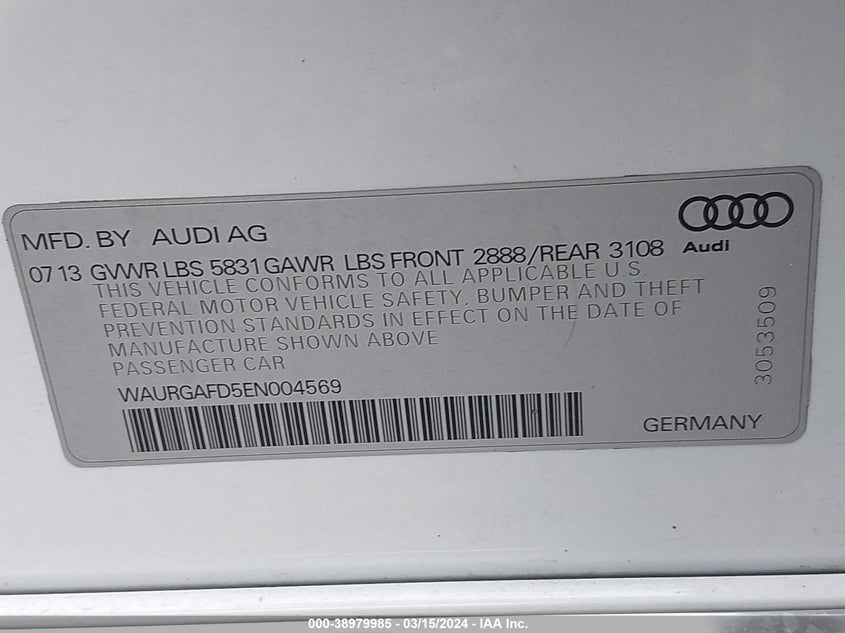 MFD. BY AUDI AG
Audi
07 13 GVWR LBS 5831 GAWR LBS FRONT 2888/REAR 3108
THIS VEHICLE CONFORMS TO ALL APPLICABLE U.S.
FEDERAL MOTOR VEHICLE SAFETY, BUMPER AND THEFT
PREVENTION STANDARDS IN EFFECT ON THE DATE OF
MANUFACTURE SHOWN ABOVE
PASSENGER CAR
WAURGAFD5EN004569
GERMANY
3053509
000-38979985 - 03/15/2024 - IAA Inc.